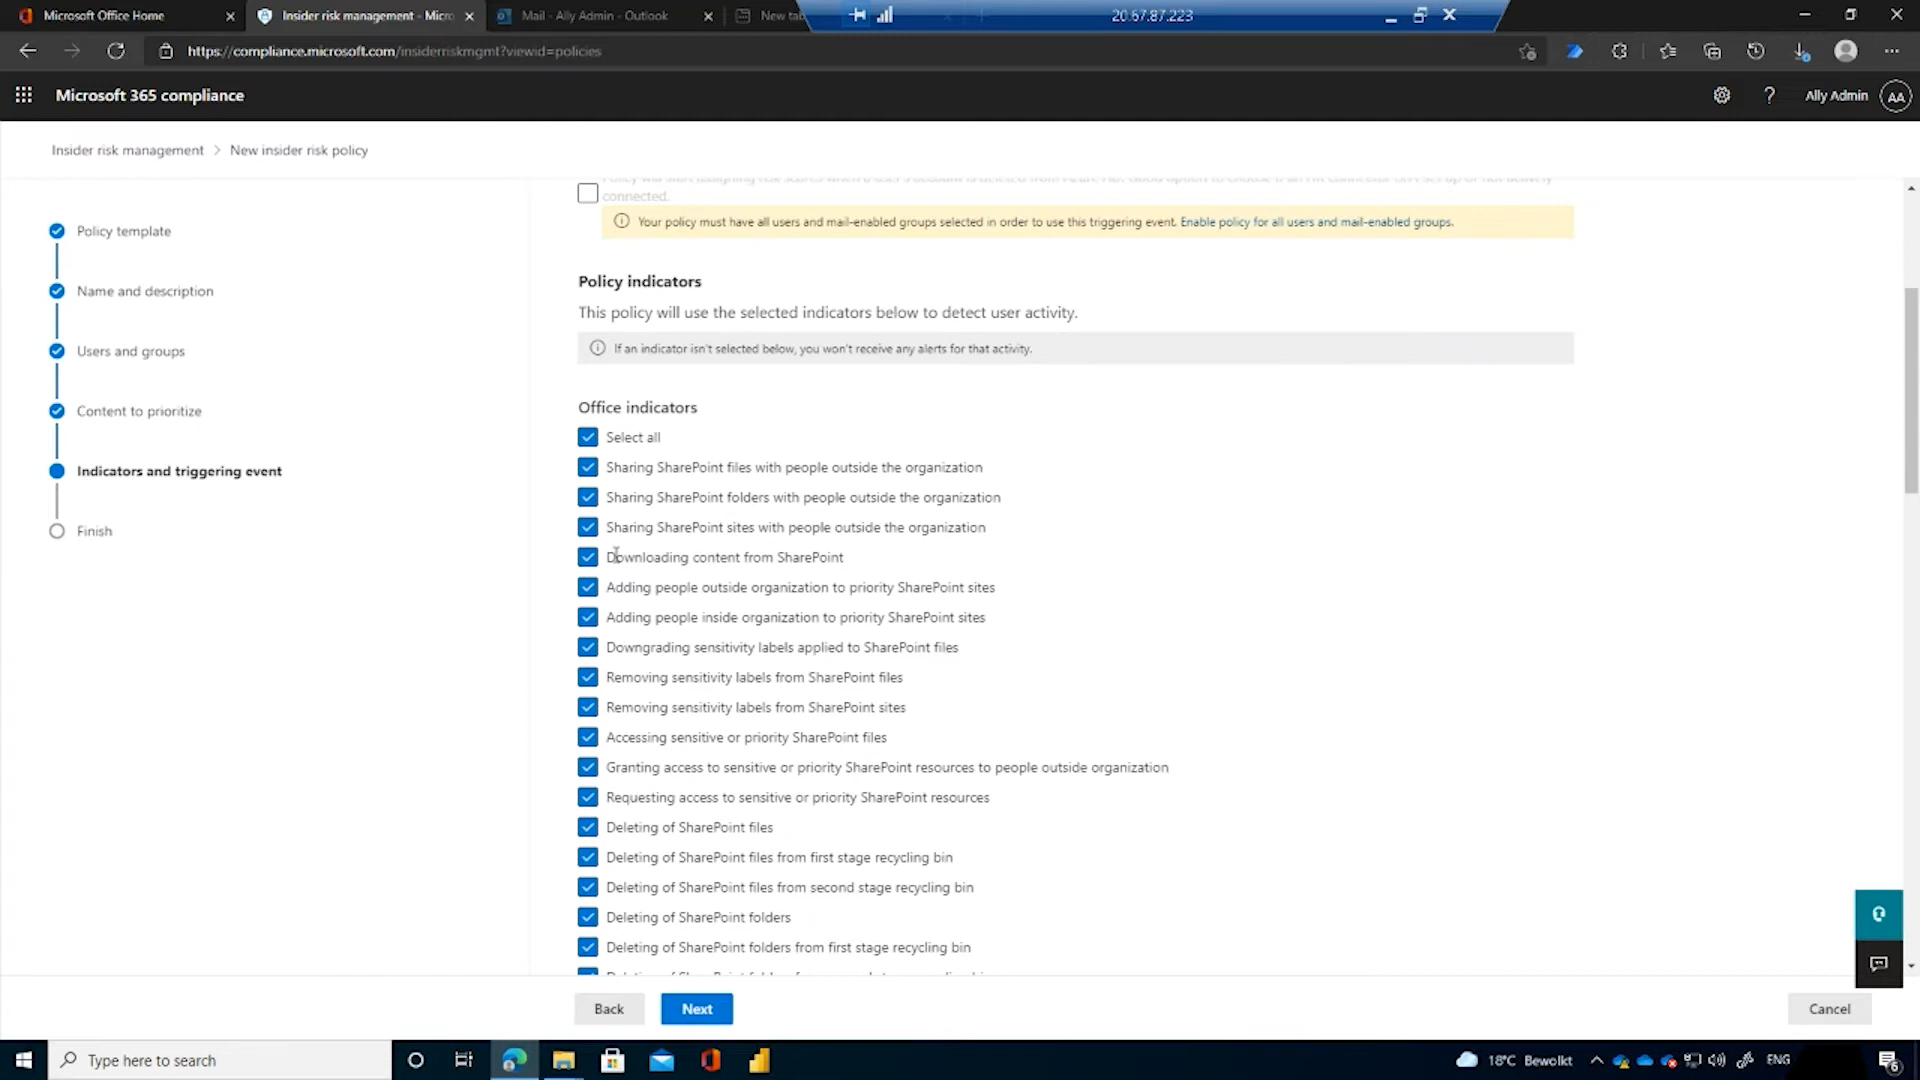 Microsoft Office Home
Insider risk management - Micro
Mail - Ally Admin - Outlook
New tab
20.67.87.223
https://compliance.microsoft.com/insiderriskmgmt?viewid=policies
Microsoft 365 compliance
Ally Admin
AA
Insider risk management > New insider risk policy
Policy template
Name and description
Users and groups
Content to prioritize
Indicators and triggering event
Finish
connected.
Your policy must have all users and mail-enabled groups selected in order to use this triggering event. Enable policy for all users and mail-enabled groups.
Policy indicators
This policy will use the selected indicators below to detect user activity.
If an indicator isn't selected below, you won't receive any alerts for that activity.
Office indicators
Select all
Sharing SharePoint files with people outside the organization
Sharing SharePoint folders with people outside the organization
Sharing SharePoint sites with people outside the organization
Downloading content from SharePoint
Adding people outside organization to priority SharePoint sites
Adding people inside organization to priority SharePoint sites
Downgrading sensitivity labels applied to SharePoint files
Removing sensitivity labels from SharePoint files
Removing sensitivity labels from SharePoint sites
Accessing sensitive or priority SharePoint files
Granting access to sensitive or priority SharePoint resources to people outside organization
Requesting access to sensitive or priority SharePoint resources
Deleting of SharePoint files
Deleting of SharePoint files from first stage recycling bin
Deleting of SharePoint files from second stage recycling bin
Deleting of SharePoint folders
Deleting of SharePoint folders from first stage recycling bin
Back
Next
Cancel
Type here to search
18°C Bewolkt
ENG
6